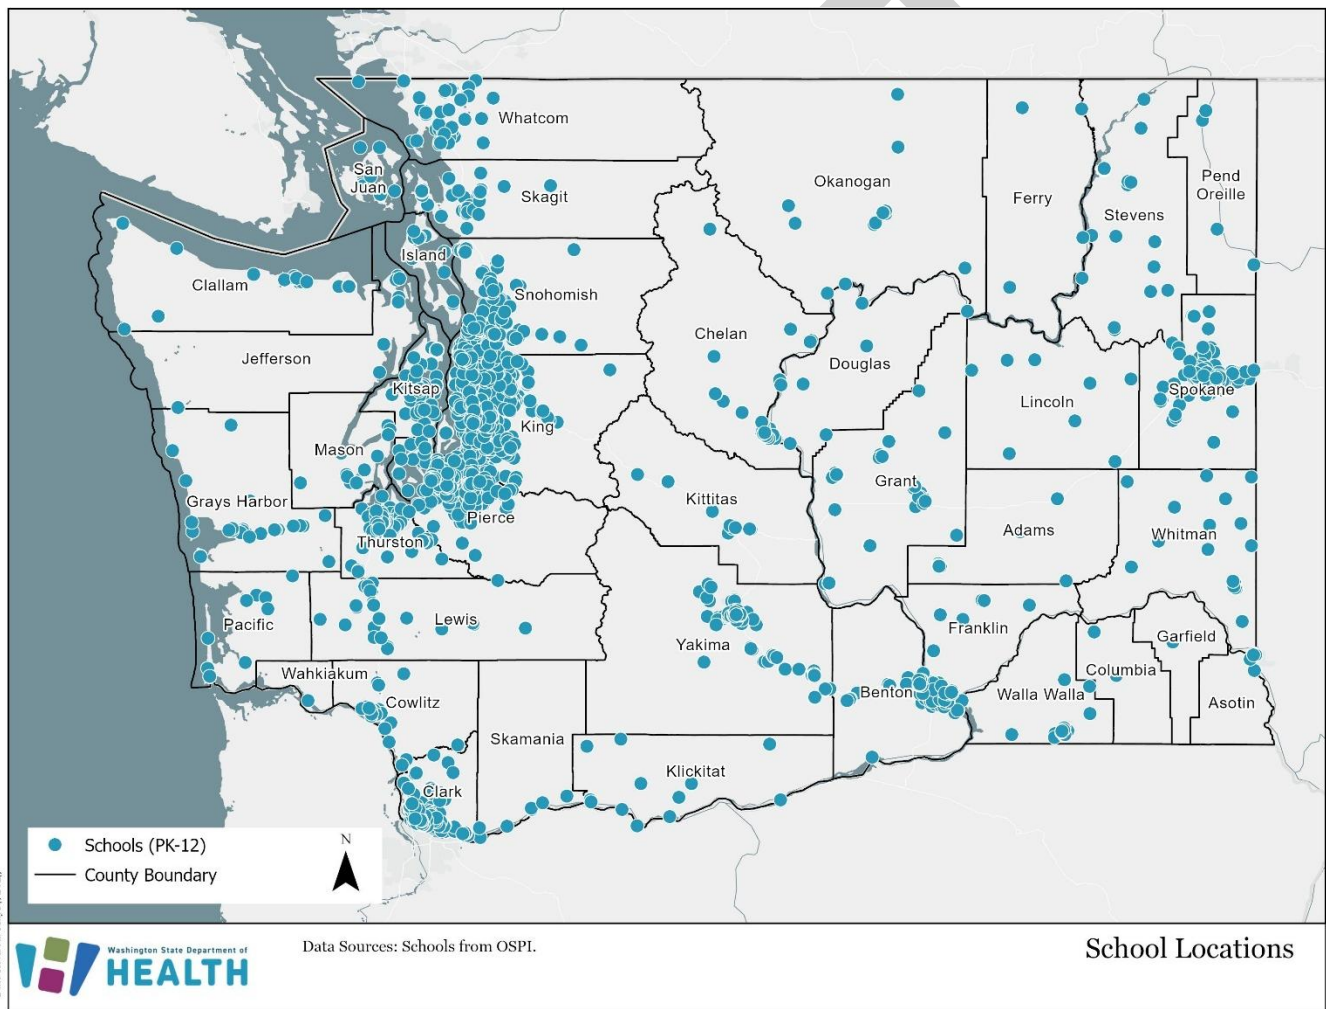 Whatcom
San
Juan
Skagit
Okanogan
Ferry
Stevens
Pend
Oreille
Island
Clallam
Snohomish
Chelan
Douglas
Jefferson
Kitsap
Spokane
Lincoln
King
Mason
Grant
Grays Harbor
Kittitas
Pierce
Adams
Whitman
Thurston
Lewis
Pacific
Yakima
Franklin
Garfield
Wahkiakum
Columbia
Benton
Walla Walla
Cowlitz
Asotin
Skamania
Klickitat
Clark
Schools (PK-12)
County Boundary
N
Washington State Department of
HEALTH
Data Sources: Schools from OSPI.
School Locations